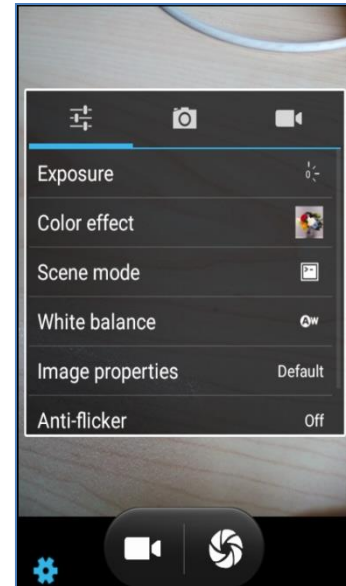 Exposure
Color effect
Scene mode
White balance
Image properties Default
Anti-flicker Off